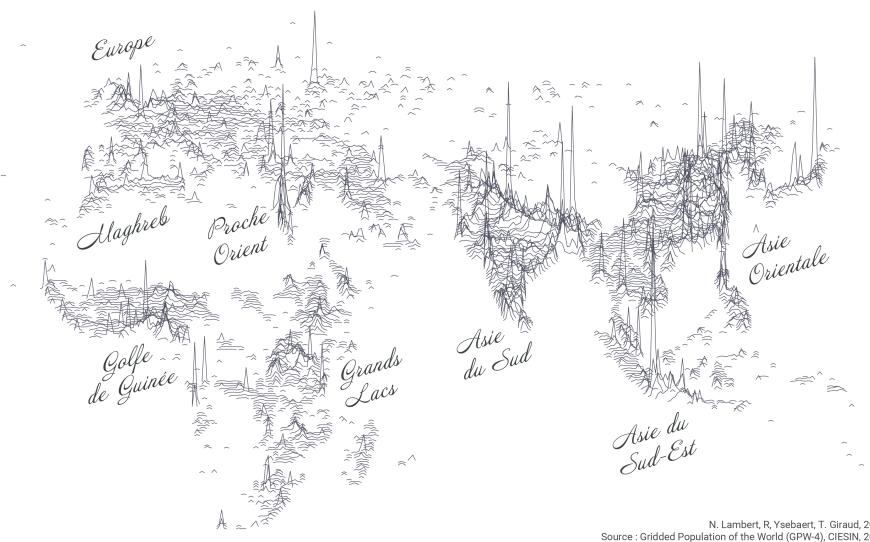 Europe
Maghreb
Proche
Orient
Asie
Orientale
Golfe
de Guinée
Grands
Lacs
Asie
du Sud
Asie du
Sud-Est
N. Lambert, R, Ysebaert, T. Giraud,
Source : Gridded Population of the World (GPW-4), CIESIN,